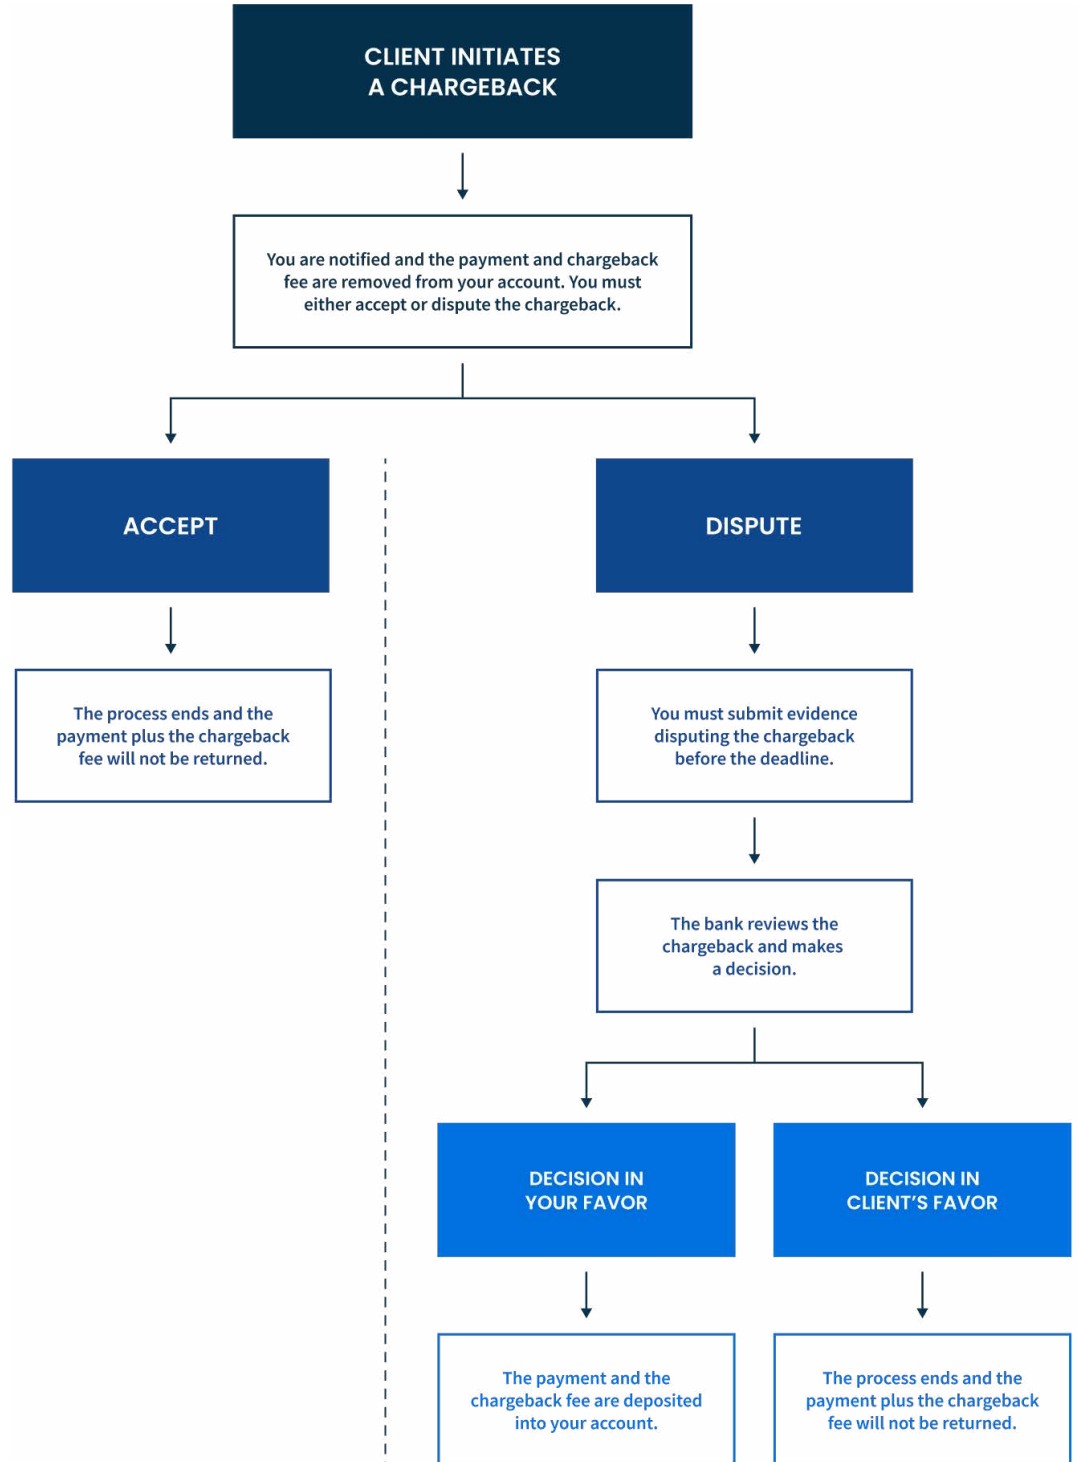 CLIENT INITIATES
A CHARGEBACK
You are notified and the payment and chargeback
fee are removed from your account. You must
either accept or dispute the chargeback.
ACCEPT
DISPUTE
The process ends and the
payment plus the chargeback
fee will not be returned.
You must submit evidence
disputing the chargeback
before the deadline.
The bank reviews the
chargeback and makes
a decision.
DECISION IN
YOUR FAVOR
DECISION IN
CLIENT’S FAVOR
The payment and the
chargeback fee are deposited
into your account.
The process ends and the
payment plus the chargeback
fee will not be returned.